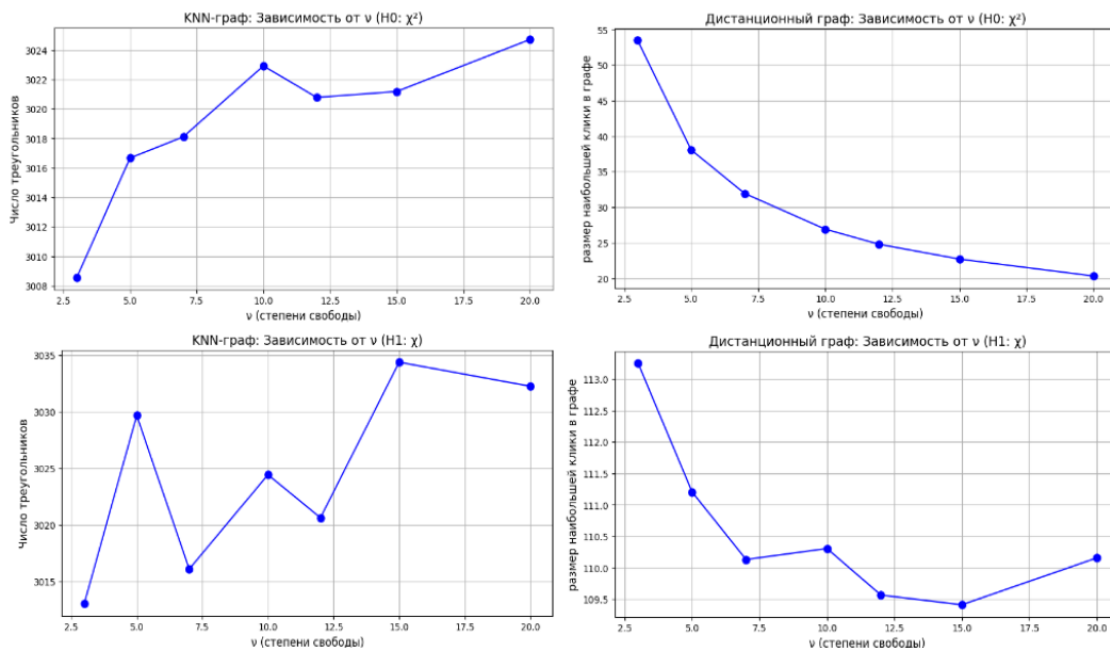 KNN-граф: Зависимость от ν (H0: χ²)
Число треугольников
3024
3022
3020
3018
3016
3014
3012
3010
3008
2.5 5.0 7.5 10.0 12.5 15.0 17.5 20.0
ν (степени свободы)
Дистанционный граф: Зависимость от ν (H0: χ²)
размер наибольшей клики в графе
55
50
45
40
35
30
25
20
2.5 5.0 7.5 10.0 12.5 15.0 17.5 20.0
ν (степени свободы)
KNN-граф: Зависимость от ν (H1: χ)
Число треугольников
3035
3030
3025
3020
3015
2.5 5.0 7.5 10.0 12.5 15.0 17.5 20.0
ν (степени свободы)
Дистанционный граф: Зависимость от ν (H1: χ)
размер наибольшей клики в графе
113.0
112.5
112.0
111.5
111.0
110.5
110.0
109.5
2.5 5.0 7.5 10.0 12.5 15.0 17.5 20.0
ν (степени свободы)